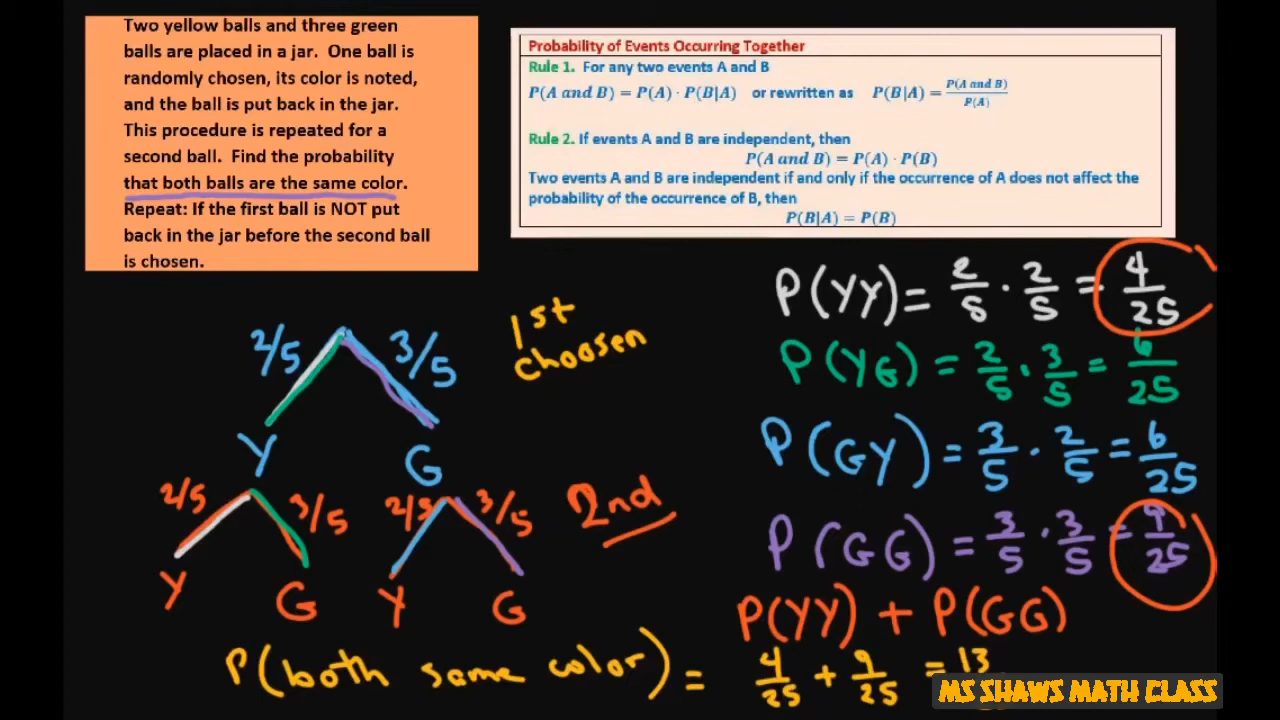 Two yellow balls and three green
balls are placed in a jar. One ball is
randomly chosen, its color is noted,
and the ball is put back in the jar.
This procedure is repeated for a
second ball. Find the probability
that both balls are the same color.
Repeat: If the first ball is NOT put
back in the jar before the second ball
is chosen.
Probability of Events Occurring Together
Rule 1. For any two events A and B
P(A and B) = P(A) · P(B|A) or rewritten as P(B|A) = P(A and B)/P(A)
Rule 2. If events A and B are independent, then
P(A and B) = P(A) · P(B)
Two events A and B are independent if and only if the occurrence of A does not affect the
probability of the occurrence of B, then
P(B|A) = P(B)
2/5 3/5
1st
choosen
Y G
2/5 3/5 2/5 3/5 2nd
Y G Y G
P(YY) = 2/5 · 2/5 = 4/25
P(YG) = 2/5 · 3/5 = 6/25
P(GY) = 3/5 · 2/5 = 6/25
P(GG) = 3/5 · 3/5 = 9/25
P(YY) + P(GG)
P(both same color) = 4/25 + 9/25 = 13
MS SHAWS MATH CLASS